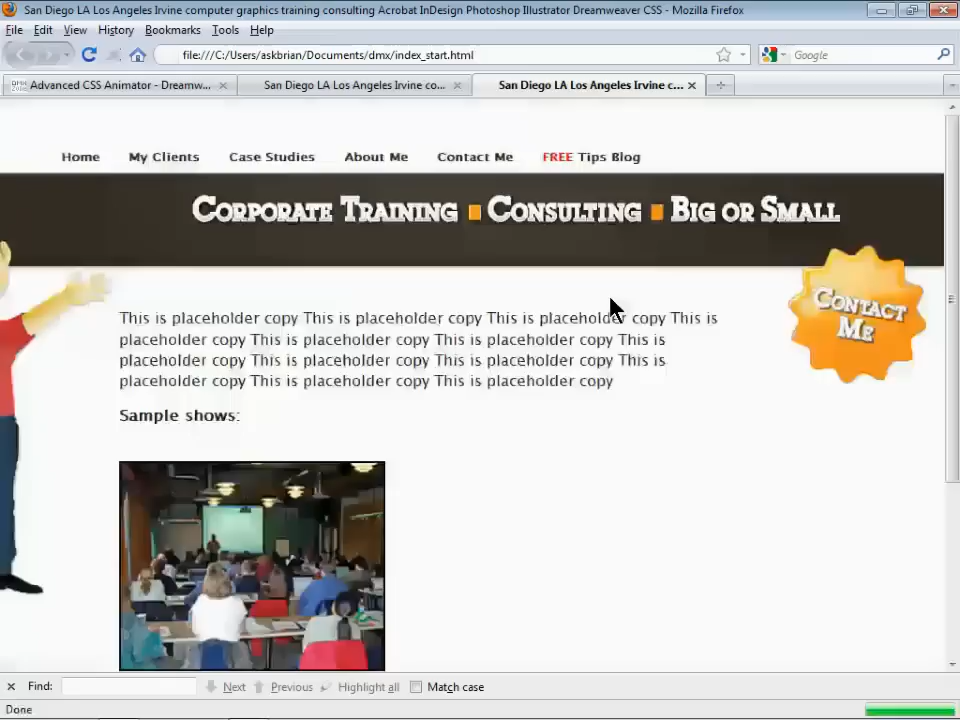 San Diego LA Los Angeles Irvine computer graphics training consulting Acrobat InDesign Photoshop Illustrator Dreamweaver CSS - Mozilla Firefox
File Edit View History Bookmarks Tools Help
file:///C:/Users/askbrian/Documents/dmx/index_start.html
Google
Advanced CSS Animator - Dreamw...
San Diego LA Los Angeles Irvine co...
San Diego LA Los Angeles Irvine c...
Home My Clients Case Studies About Me Contact Me FREE Tips Blog
Corporate Training Consulting Big or Small
Contact
Me
This is placeholder copy This is placeholder copy This is placeholder copy This is
placeholder copy This is placeholder copy This is placeholder copy This is
placeholder copy This is placeholder copy This is placeholder copy This is
placeholder copy This is placeholder copy This is placeholder copy
Sample shows:
Find: Next Previous Highlight all Match case
Done